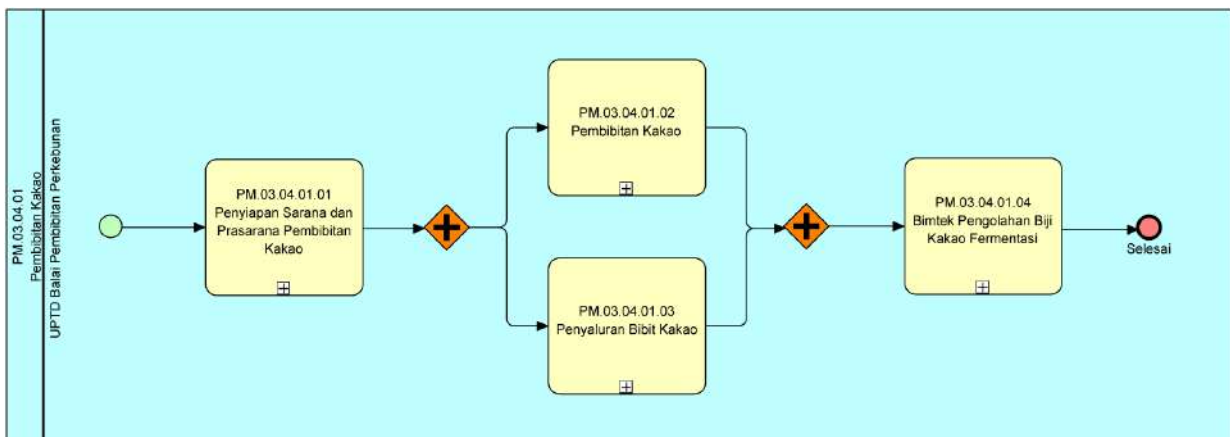 PM.03.04.01
Pembibitan Kakao
UPTD Balai Pembibitan Perkebunan
PM.03.04.01.01
Penyiapan Sarana dan
Prasarana Pembibitan
Kakao
PM.03.04.01.02
Pembibitan Kakao
PM.03.04.01.03
Penyaluran Bibit Kakao
PM.03.04.01.04
Bimtek Pengolahan Biji
Kakao Fermentasi
Selesai